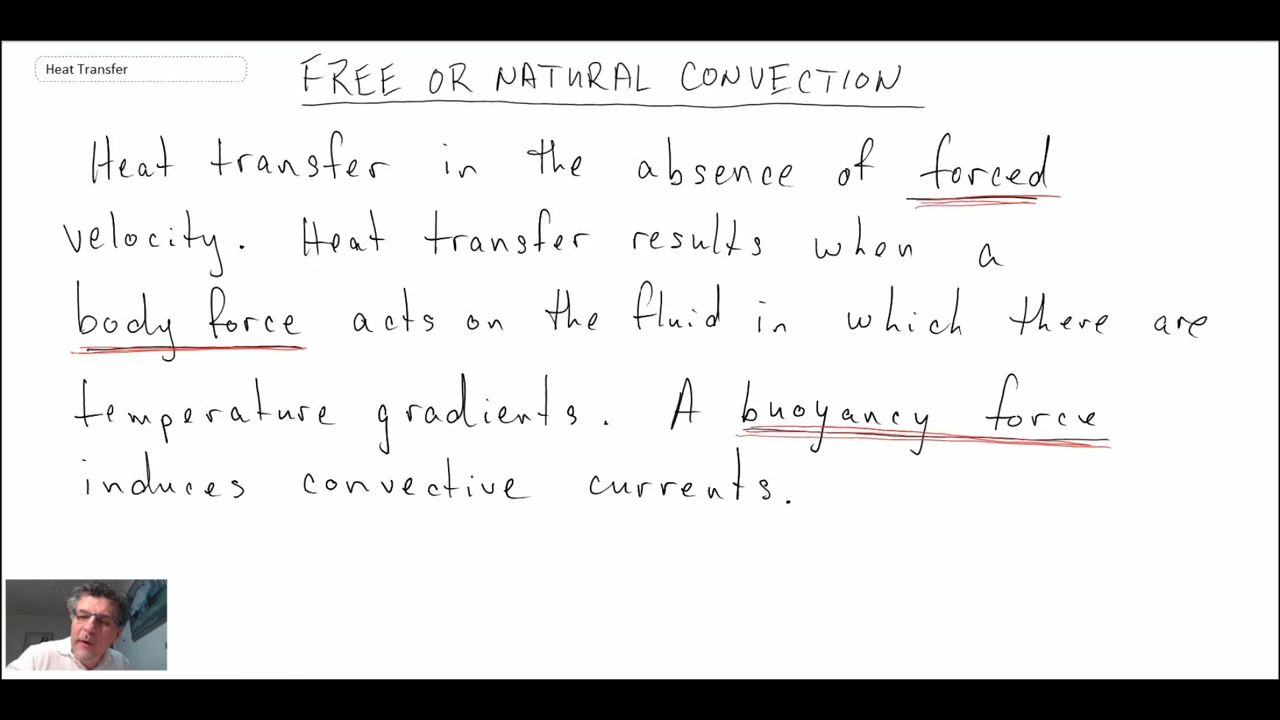 Heat Transfer
FREE OR NATURAL CONVECTION
Heat transfer in the absence of forced
velocity. Heat transfer results when a
body force acts on the fluid in which there are
temperature gradients. A buoyancy force
induces convective currents.